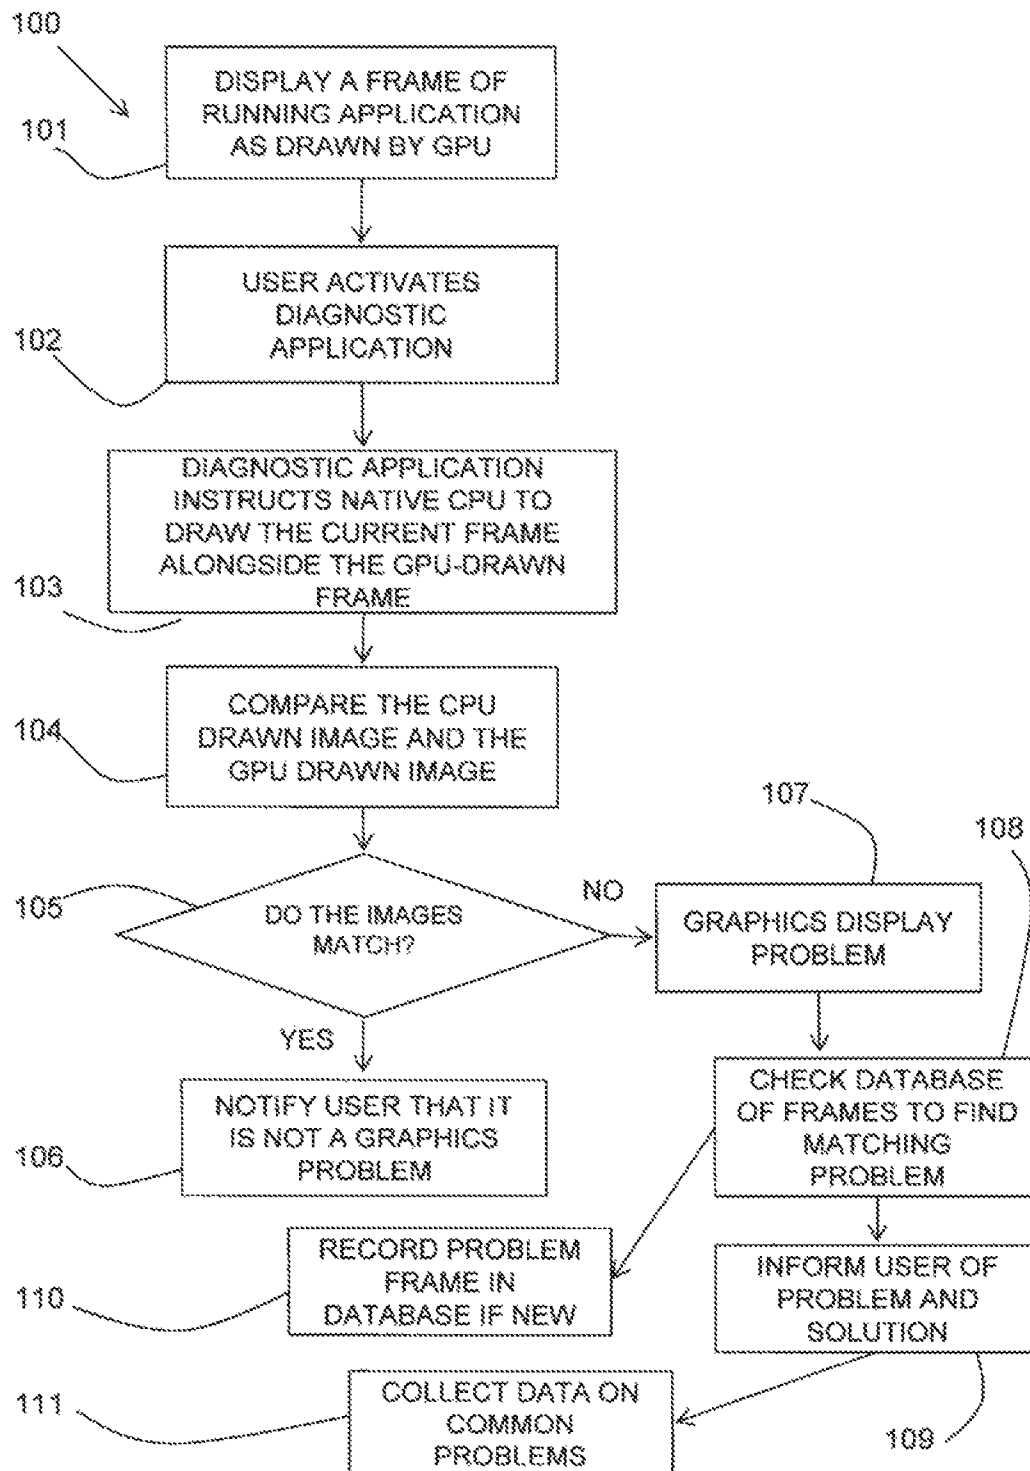 100
DISPLAY A FRAME OF
RUNNING APPLICATION
AS DRAWN BY GPU
101
USER ACTIVATES
DIAGNOSTIC
APPLICATION
102
DIAGNOSTIC APPLICATION
INSTRUCTS NATIVE CPU TO
DRAW THE CURRENT FRAME
ALONGSIDE THE GPU-DRAWN
FRAME
103
COMPARE THE CPU
DRAWN IMAGE AND THE
GPU DRAWN IMAGE
104
DO THE IMAGES
MATCH?
105
NO
YES
107
GRAPHICS DISPLAY
PROBLEM
108
CHECK DATABASE
OF FRAMES TO FIND
MATCHING
PROBLEM
NOTIFY USER THAT IT
IS NOT A GRAPHICS
PROBLEM
106
RECORD PROBLEM
FRAME IN
DATABASE IF NEW
110
INFORM USER OF
PROBLEM AND
SOLUTION
109
COLLECT DATA ON
COMMON
PROBLEMS
111